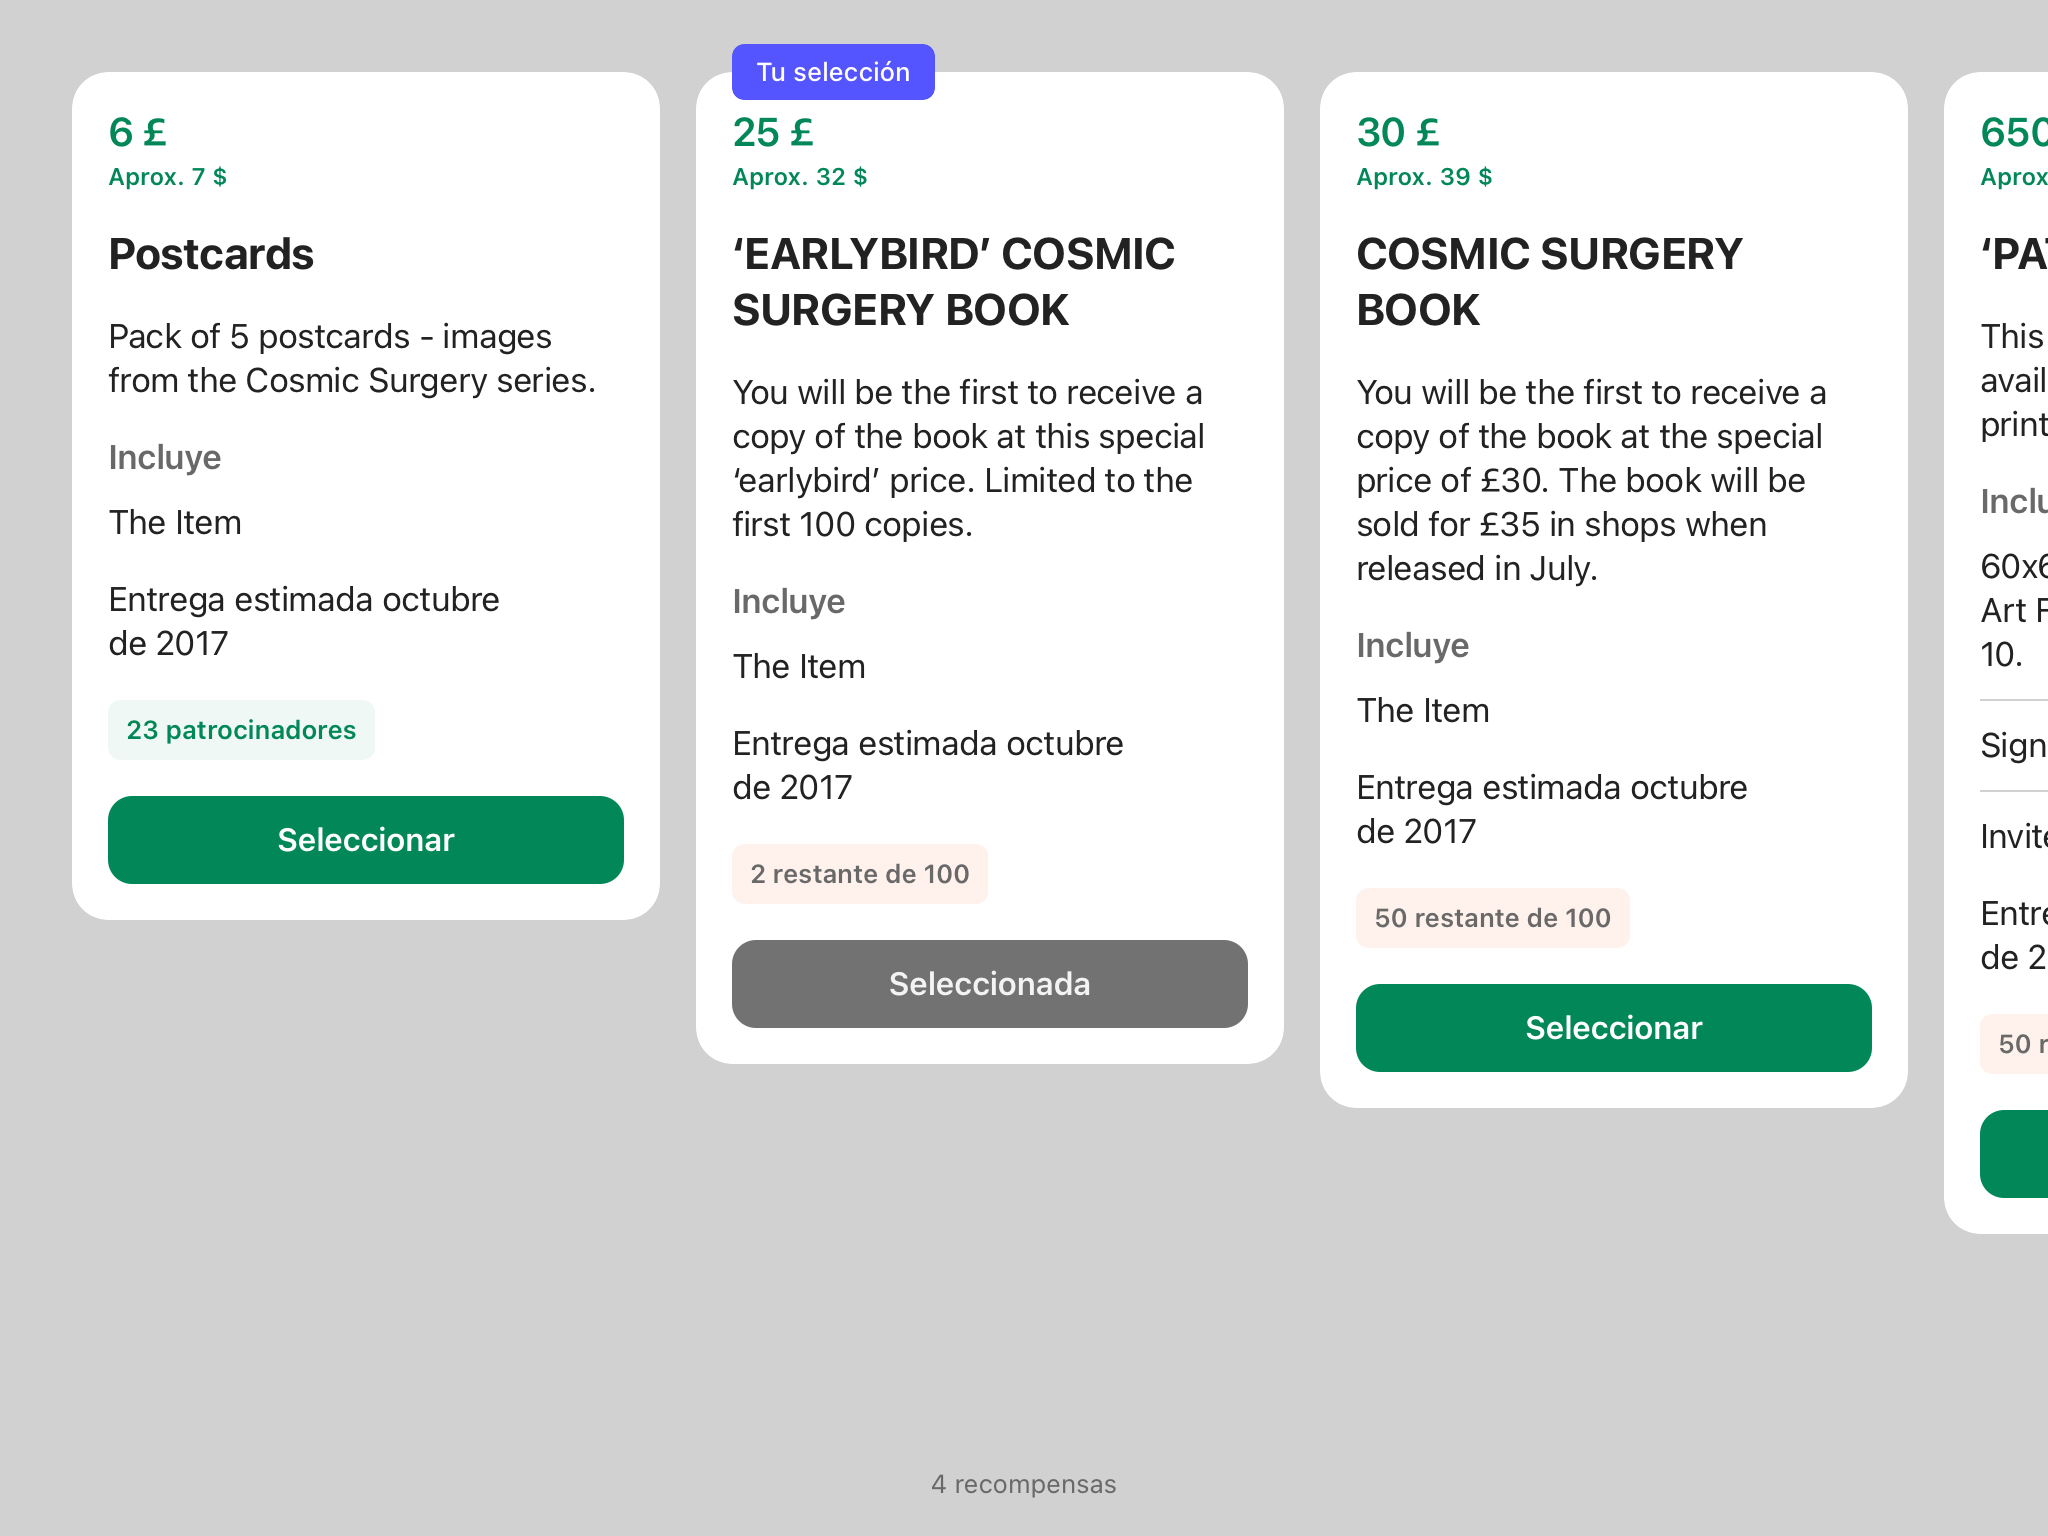 6 £
Aprox. 7 $
Postcards
Pack of 5 postcards - images
from the Cosmic Surgery series.
Incluye
The Item
Entrega estimada octubre
de 2017
23 patrocinadores
Seleccionar
Tu selección
25 £
Aprox. 32 $
‘EARLYBIRD’ COSMIC
SURGERY BOOK
You will be the first to receive a
copy of the book at this special
‘earlybird’ price. Limited to the
first 100 copies.
Incluye
The Item
Entrega estimada octubre
de 2017
2 restante de 100
Seleccionada
30 £
Aprox. 39 $
COSMIC SURGERY
BOOK
You will be the first to receive a
copy of the book at the special
price of £30. The book will be
sold for £35 in shops when
released in July.
Incluye
The Item
Entrega estimada octubre
de 2017
50 restante de 100
Seleccionar
650
Aprox
‘PA
This
avail
print
Inclu
60x6
Art F
10.
Sign
Invite
Entre
de 2
50 r
4 recompensas